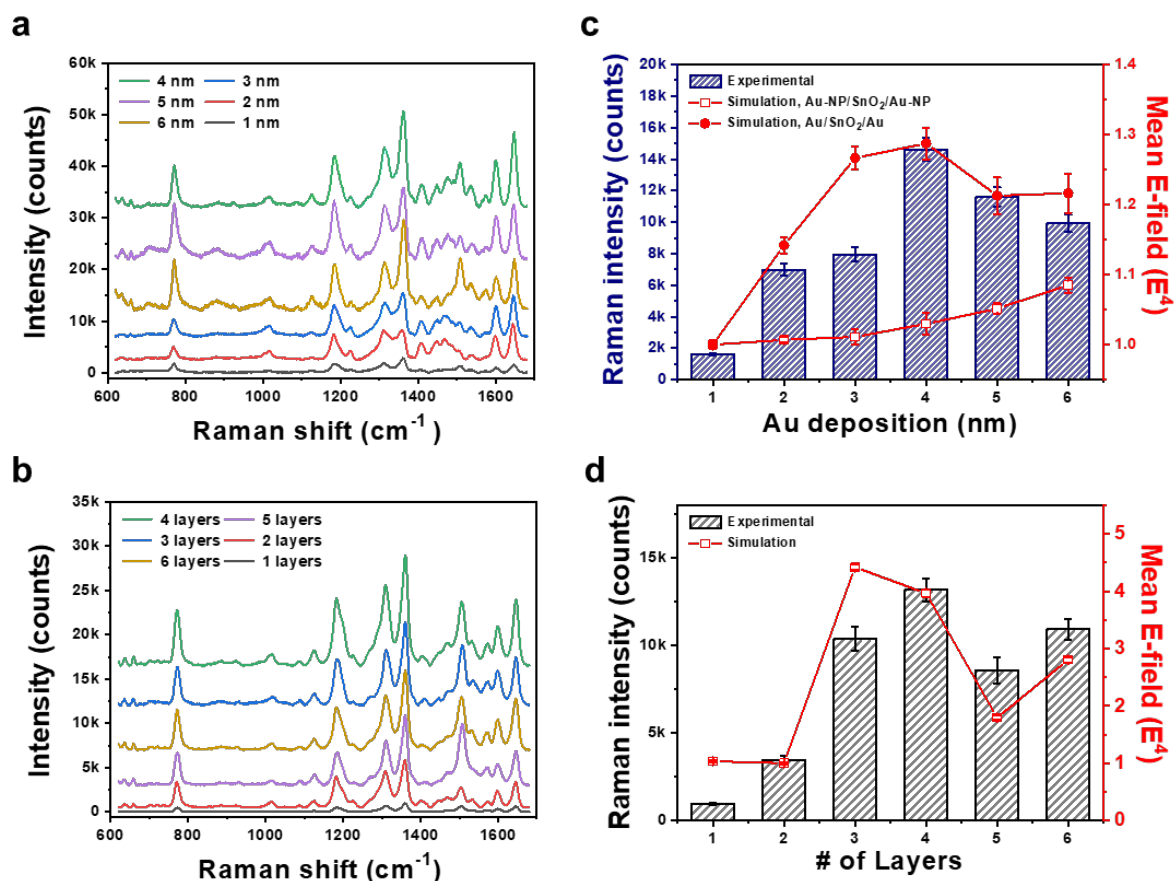 a
60k
50k
40k
30k
20k
10k
0
Intensity (counts)
4 nm
3 nm
5 nm
2 nm
6 nm
1 nm
600
800
1000
1200
1400
1600
Raman shift (cm⁻¹)
c
20k
18k
16k
14k
12k
10k
8k
6k
4k
2k
0
Raman intensity (counts)
Experimental
Simulation, Au-NP/SnO₂/Au-NP
Simulation, Au/SnO₂/Au
1.4
1.3
1.2
1.1
1.0
Mean E-field (E⁴)
1
2
3
4
5
6
Au deposition (nm)
b
35k
30k
25k
20k
15k
10k
5k
0
Intensity (counts)
4 layers
5 layers
3 layers
2 layers
6 layers
1 layers
600
800
1000
1200
1400
1600
Raman shift (cm⁻¹)
d
15k
10k
5k
0
Raman intensity (counts)
Experimental
Simulation
5
4
3
2
1
0
Mean E-field (E⁴)
1
2
3
4
5
6
# of Layers